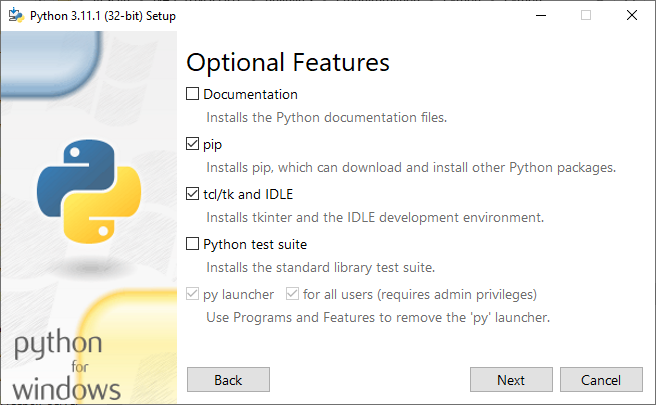 Python 3.11.1 (32-bit) Setup
Optional Features
Documentation
Installs the Python documentation files.
pip
Installs pip, which can download and install other Python packages.
tcl/tk and IDLE
Installs tkinter and the IDLE development environment.
Python test suite
Installs the standard library test suite.
py launcher for all users (requires admin privileges)
Use Programs and Features to remove the 'py' launcher.
python
for
windows
Back Next Cancel